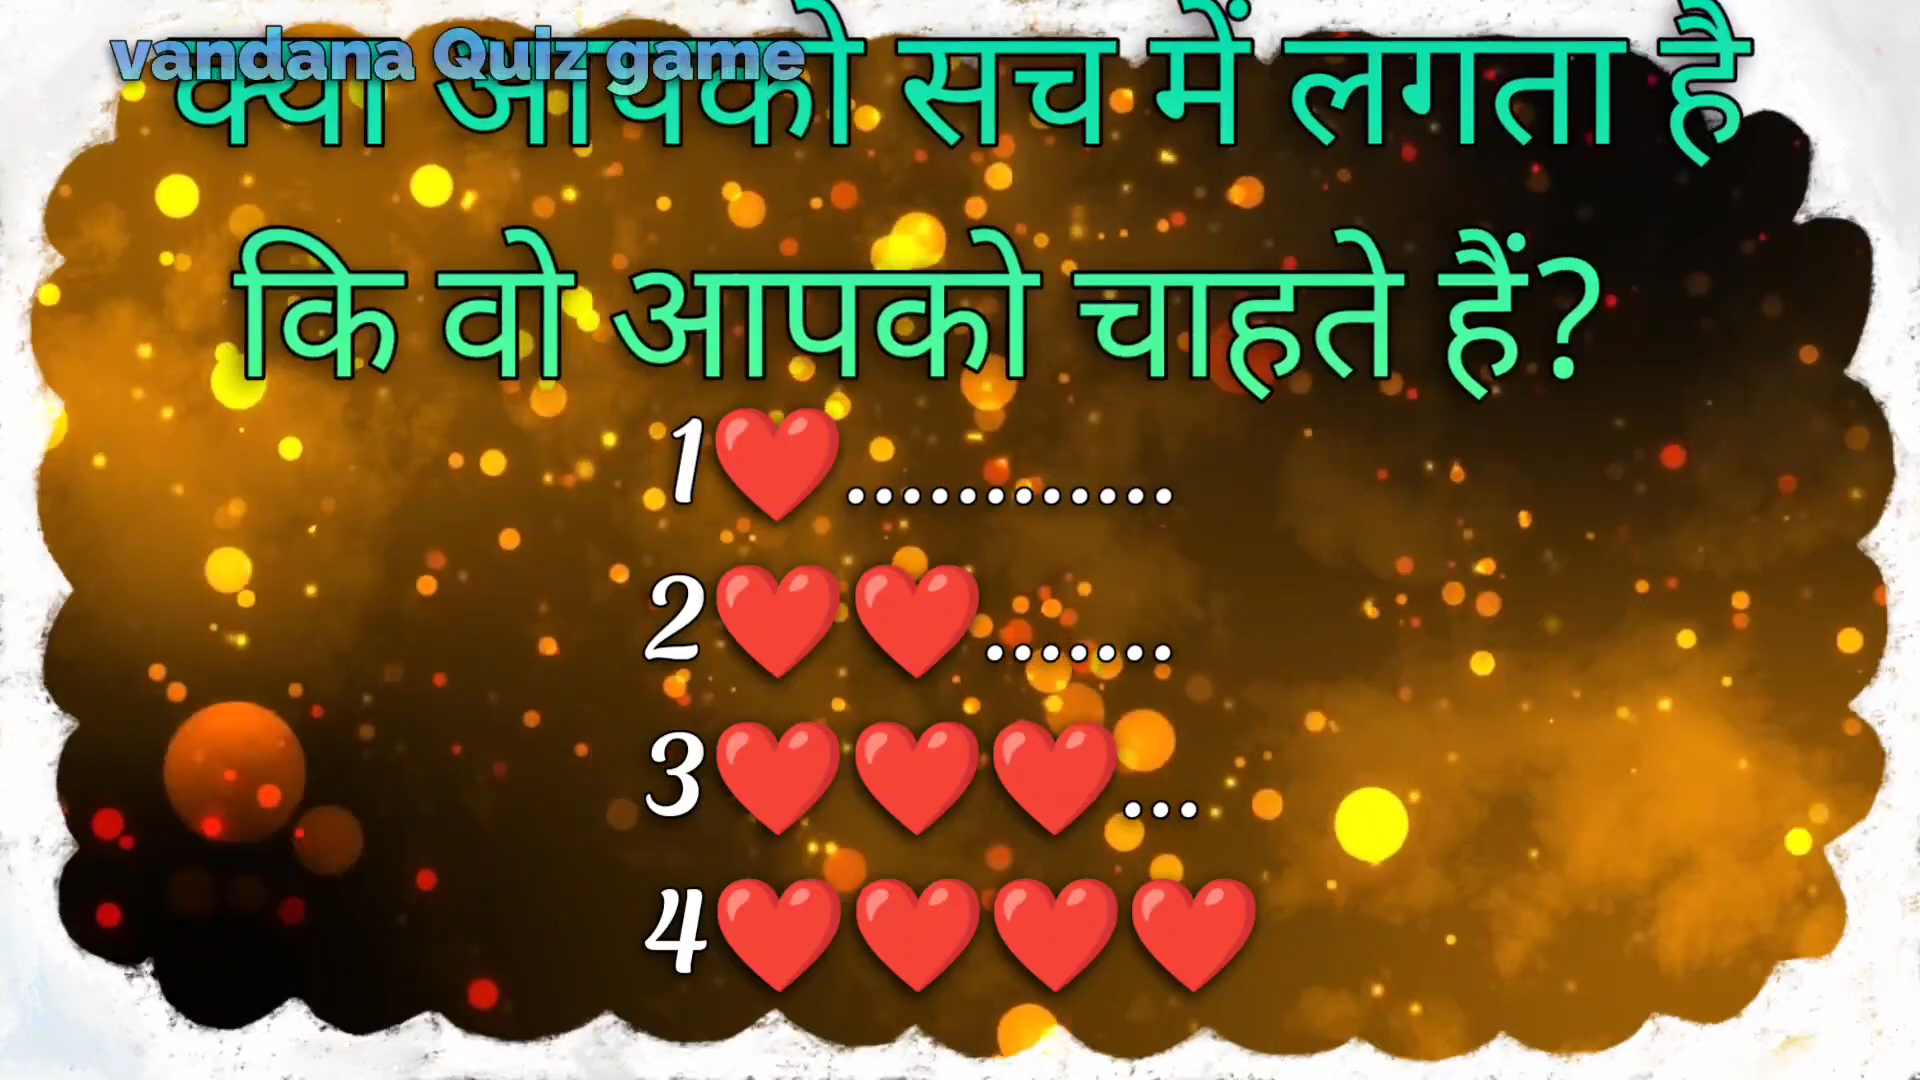 vandana Quiz game
क्या आपको सच में लगता है
कि वो आपको चाहते हैं?
1❤️............
2❤️❤️.......
3❤️❤️❤️...
4❤️❤️❤️❤️